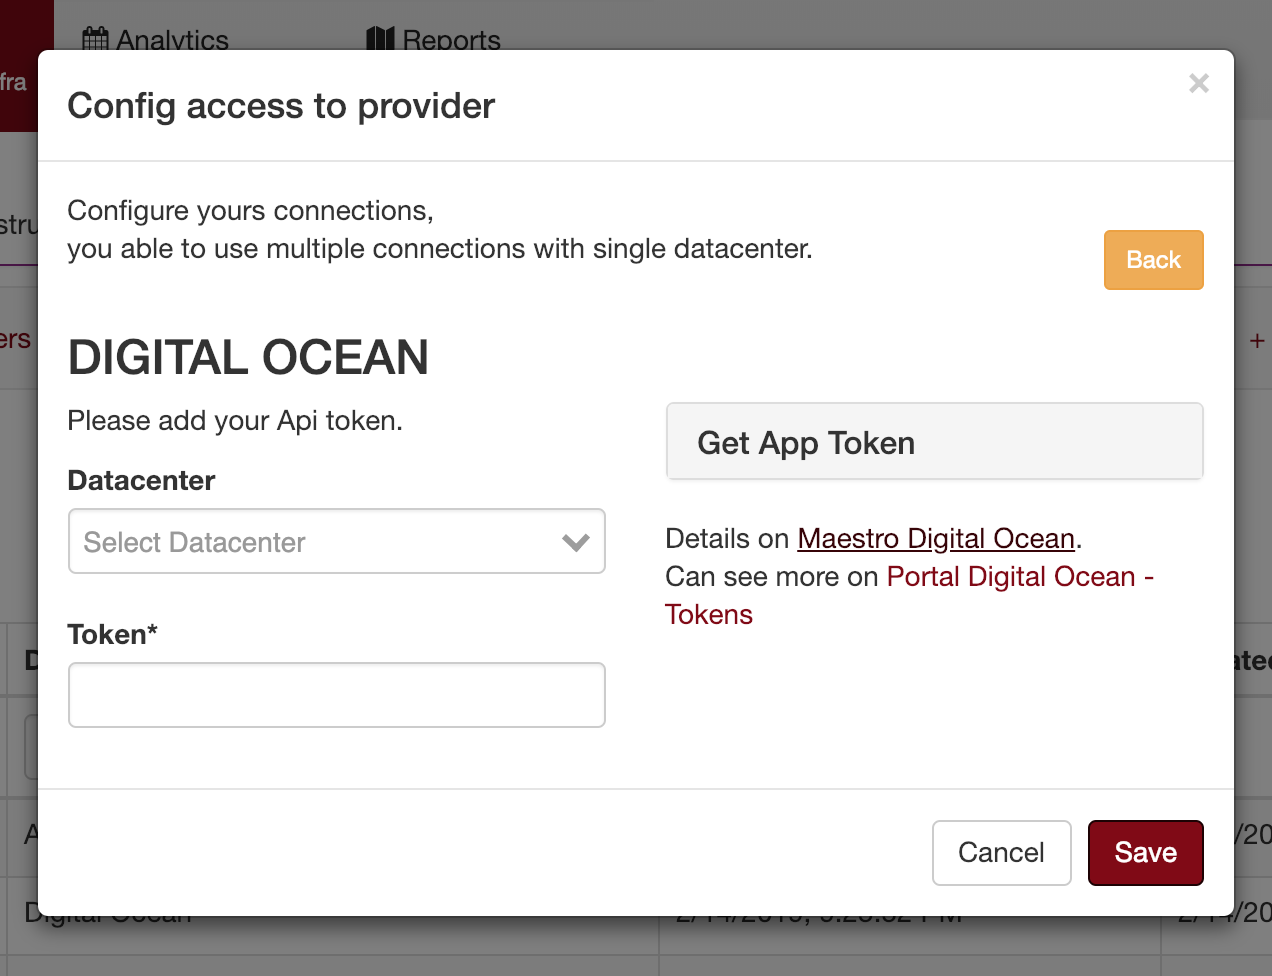 Analytics
Reports
fra
Config access to provider
×
Configure yours connections,
you able to use multiple connections with single datacenter.
Back
DIGITAL OCEAN
Please add your Api token.
Datacenter
Select Datacenter
Token*
Get App Token
Details on Maestro Digital Ocean.
Can see more on Portal Digital Ocean -
Tokens
Cancel
Save
stru
ers
+
D
ated
A
/20
Digital Ocean